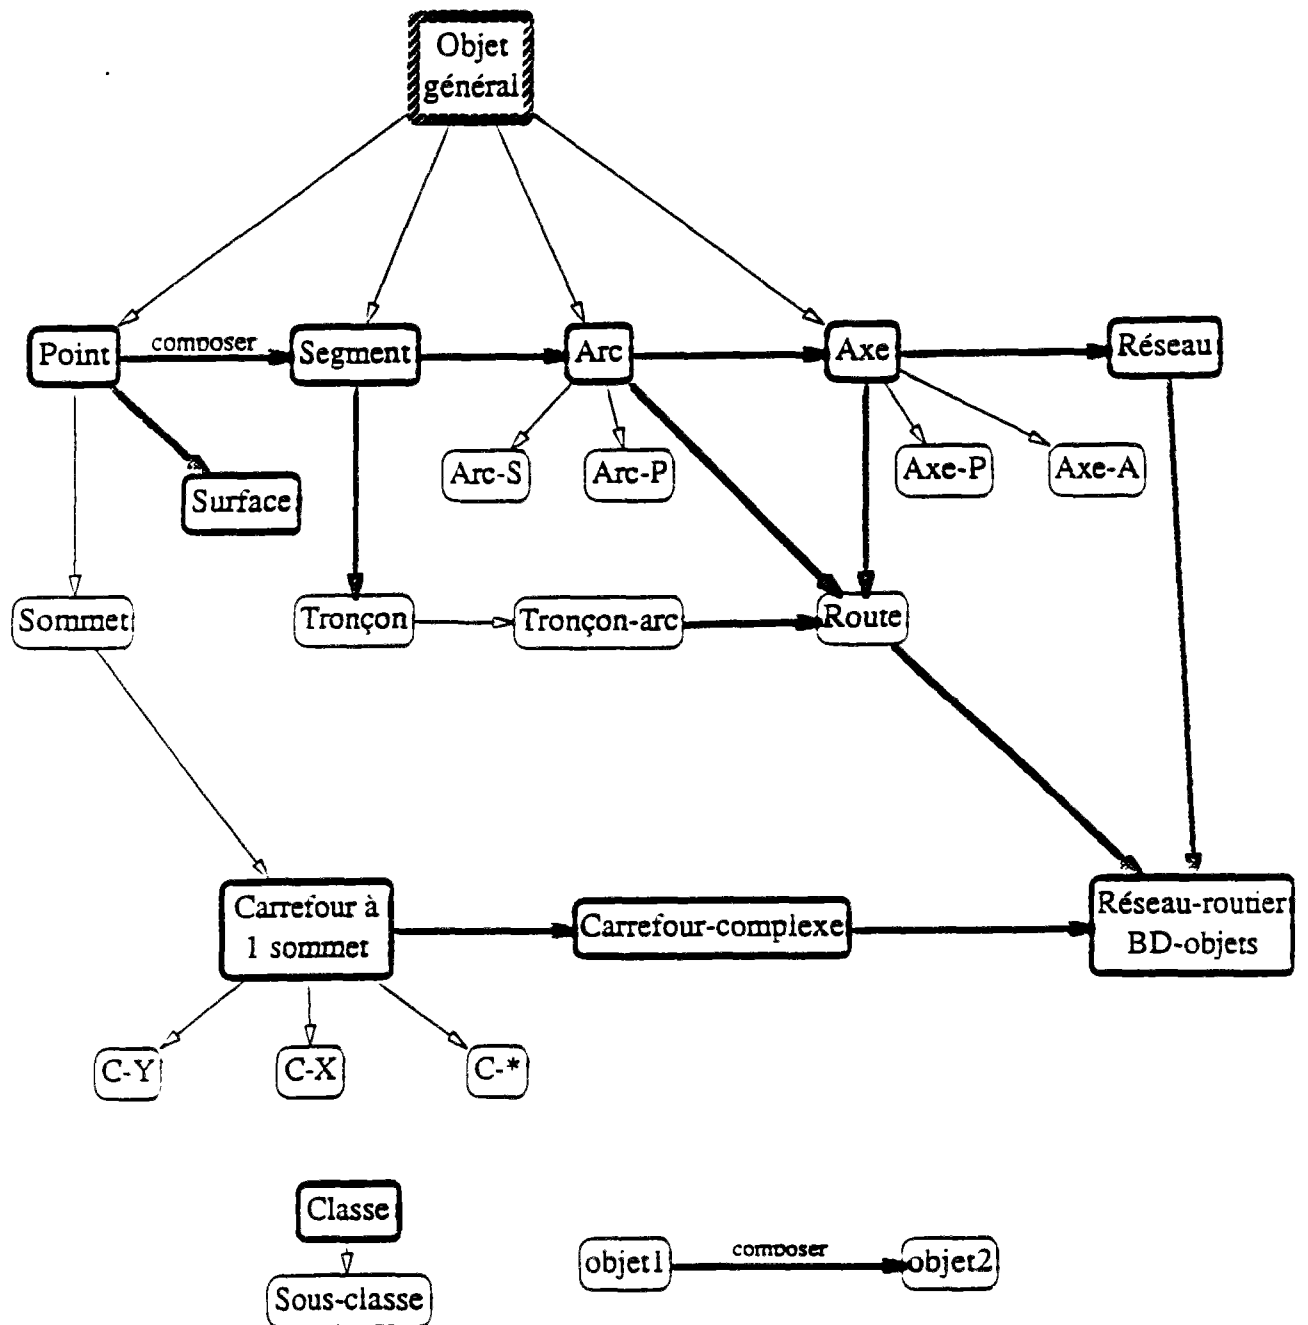 Objet
général
Point
composer
Segment
Arc
Axe
Réseau
Arc-S
Arc-P
Axe-P
Axe-A
Surface
Sommet
Tronçon
Tronçon-arc
Route
Carrefour à
1 sommet
Carrefour-complexe
Réseau-routier
BD-objets
C-Y
C-X
C-*
Classe
Sous-classe
objet1
composer
objet2